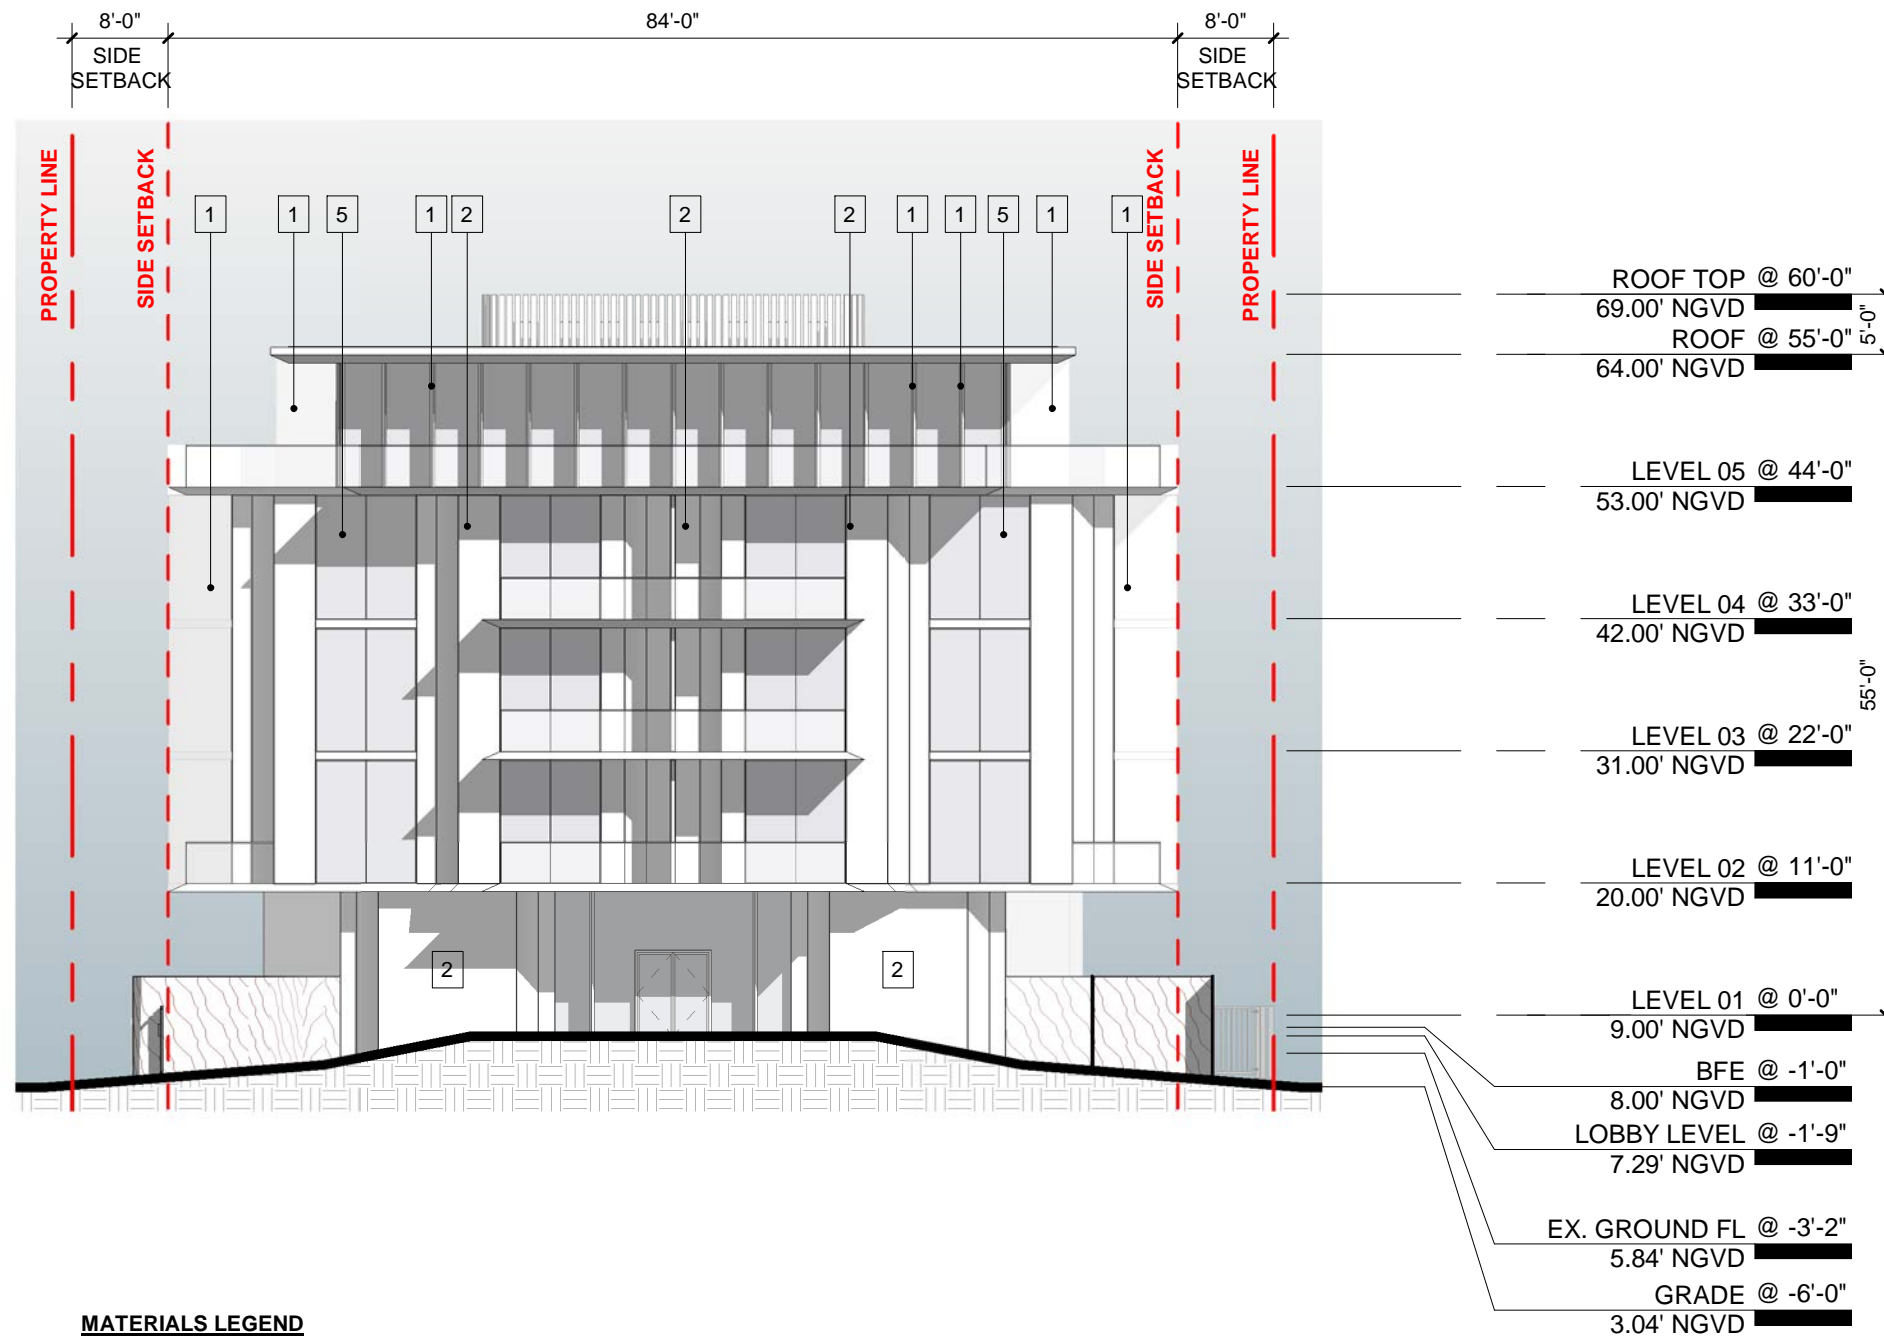 8'-0" 84'-0" 8'-0"
SIDE
SETBACK
SIDE
SETBACK
PROPERTY LINE
SIDE SETBACK
SIDE SETBACK
PROPERTY LINE
1 1 5 1 2 2 2 1 1 5 1 1
2 2
ROOF TOP @ 60'-0"
69.00' NGVD
5'-0"
ROOF @ 55'-0"
64.00' NGVD
LEVEL 05 @ 44'-0"
53.00' NGVD
LEVEL 04 @ 33'-0"
42.00' NGVD
55'-0"
LEVEL 03 @ 22'-0"
31.00' NGVD
LEVEL 02 @ 11'-0"
20.00' NGVD
LEVEL 01 @ 0'-0"
9.00' NGVD
BFE @ -1'-0"
8.00' NGVD
LOBBY LEVEL @ -1'-9"
7.29' NGVD
EX. GROUND FL @ -3'-2"
5.84' NGVD
GRADE @ -6'-0"
3.04' NGVD
MATERIALS LEGEND